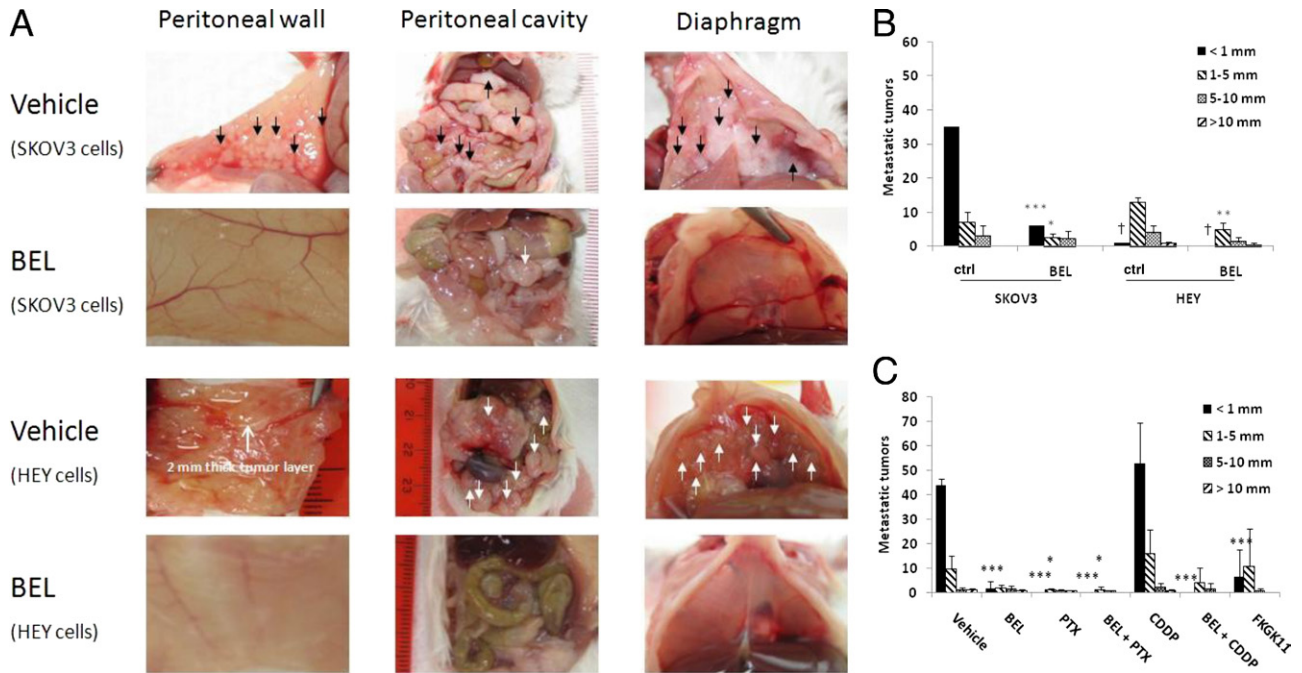 A
Peritoneal wall
Peritoneal cavity
Diaphragm
Vehicle
(SKOV3 cells)
BEL
(SKOV3 cells)
Vehicle
(HEY cells)
2 mm thick tumor layer
20
21
22
23
BEL
(HEY cells)
B
Metastatic tumors
60
50
40
30
20
10
0
< 1 mm
1-5 mm
5-10 mm
>10 mm
***
*
†
†
**
ctrl
BEL
ctrl
BEL
SKOV3
HEY
C
Metastatic tumors
80
70
60
50
40
30
20
10
0
< 1 mm
1-5 mm
5-10 mm
> 10 mm
***
***
*
***
*
***
***
Vehicle
BEL
PTX
BEL + PTX
CDDP
BEL + CDDP
FKGK11